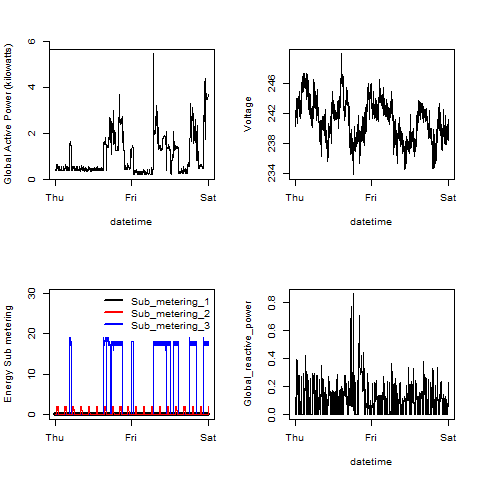 Global Active Power (kilowatts)
6
4
2
0
Thu
Fri
Sat
datetime
Voltage
246
242
238
234
Thu
Fri
Sat
datetime
Energy Sub metering
30
20
10
0
Sub_metering_1
Sub_metering_2
Sub_metering_3
Thu
Fri
Sat
datetime
Global_reactive_power
0.8
0.6
0.4
0.2
0.0
Thu
Fri
Sat
datetime